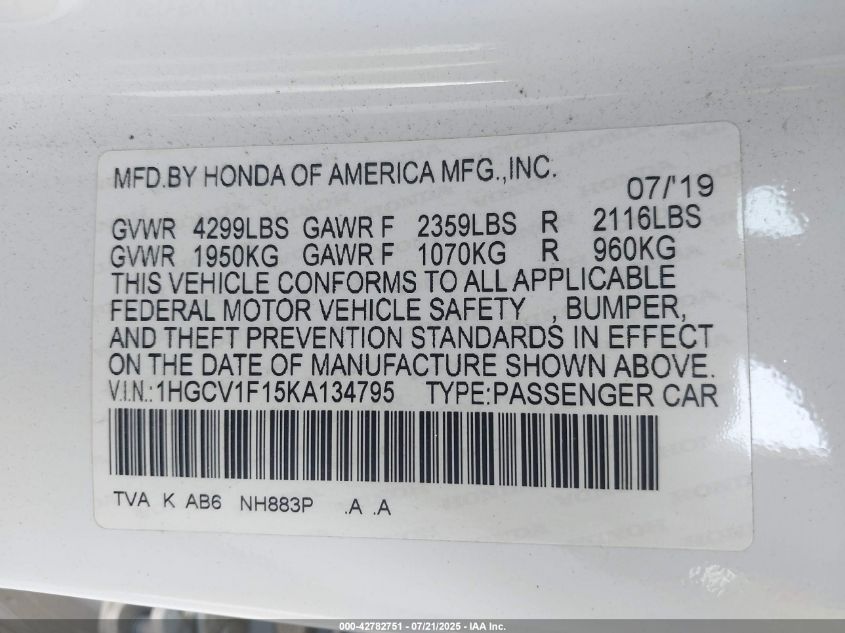 MFD.BY HONDA OF AMERICA MFG.,INC.
07/'19
GVWR 4299LBS GAWR F 2359LBS R 2116LBS
GVWR 1950KG GAWR F 1070KG R 960KG
THIS VEHICLE CONFORMS TO ALL APPLICABLE
FEDERAL MOTOR VEHICLE SAFETY , BUMPER,
AND THEFT PREVENTION STANDARDS IN EFFECT
ON THE DATE OF MANUFACTURE SHOWN ABOVE.
V.I.N.:1HGCV1F15KA134795 TYPE:PASSENGER CAR
TVA K AB6 NH883P .A .A
000-42782751 - 07/21/2025 - IAA Inc.